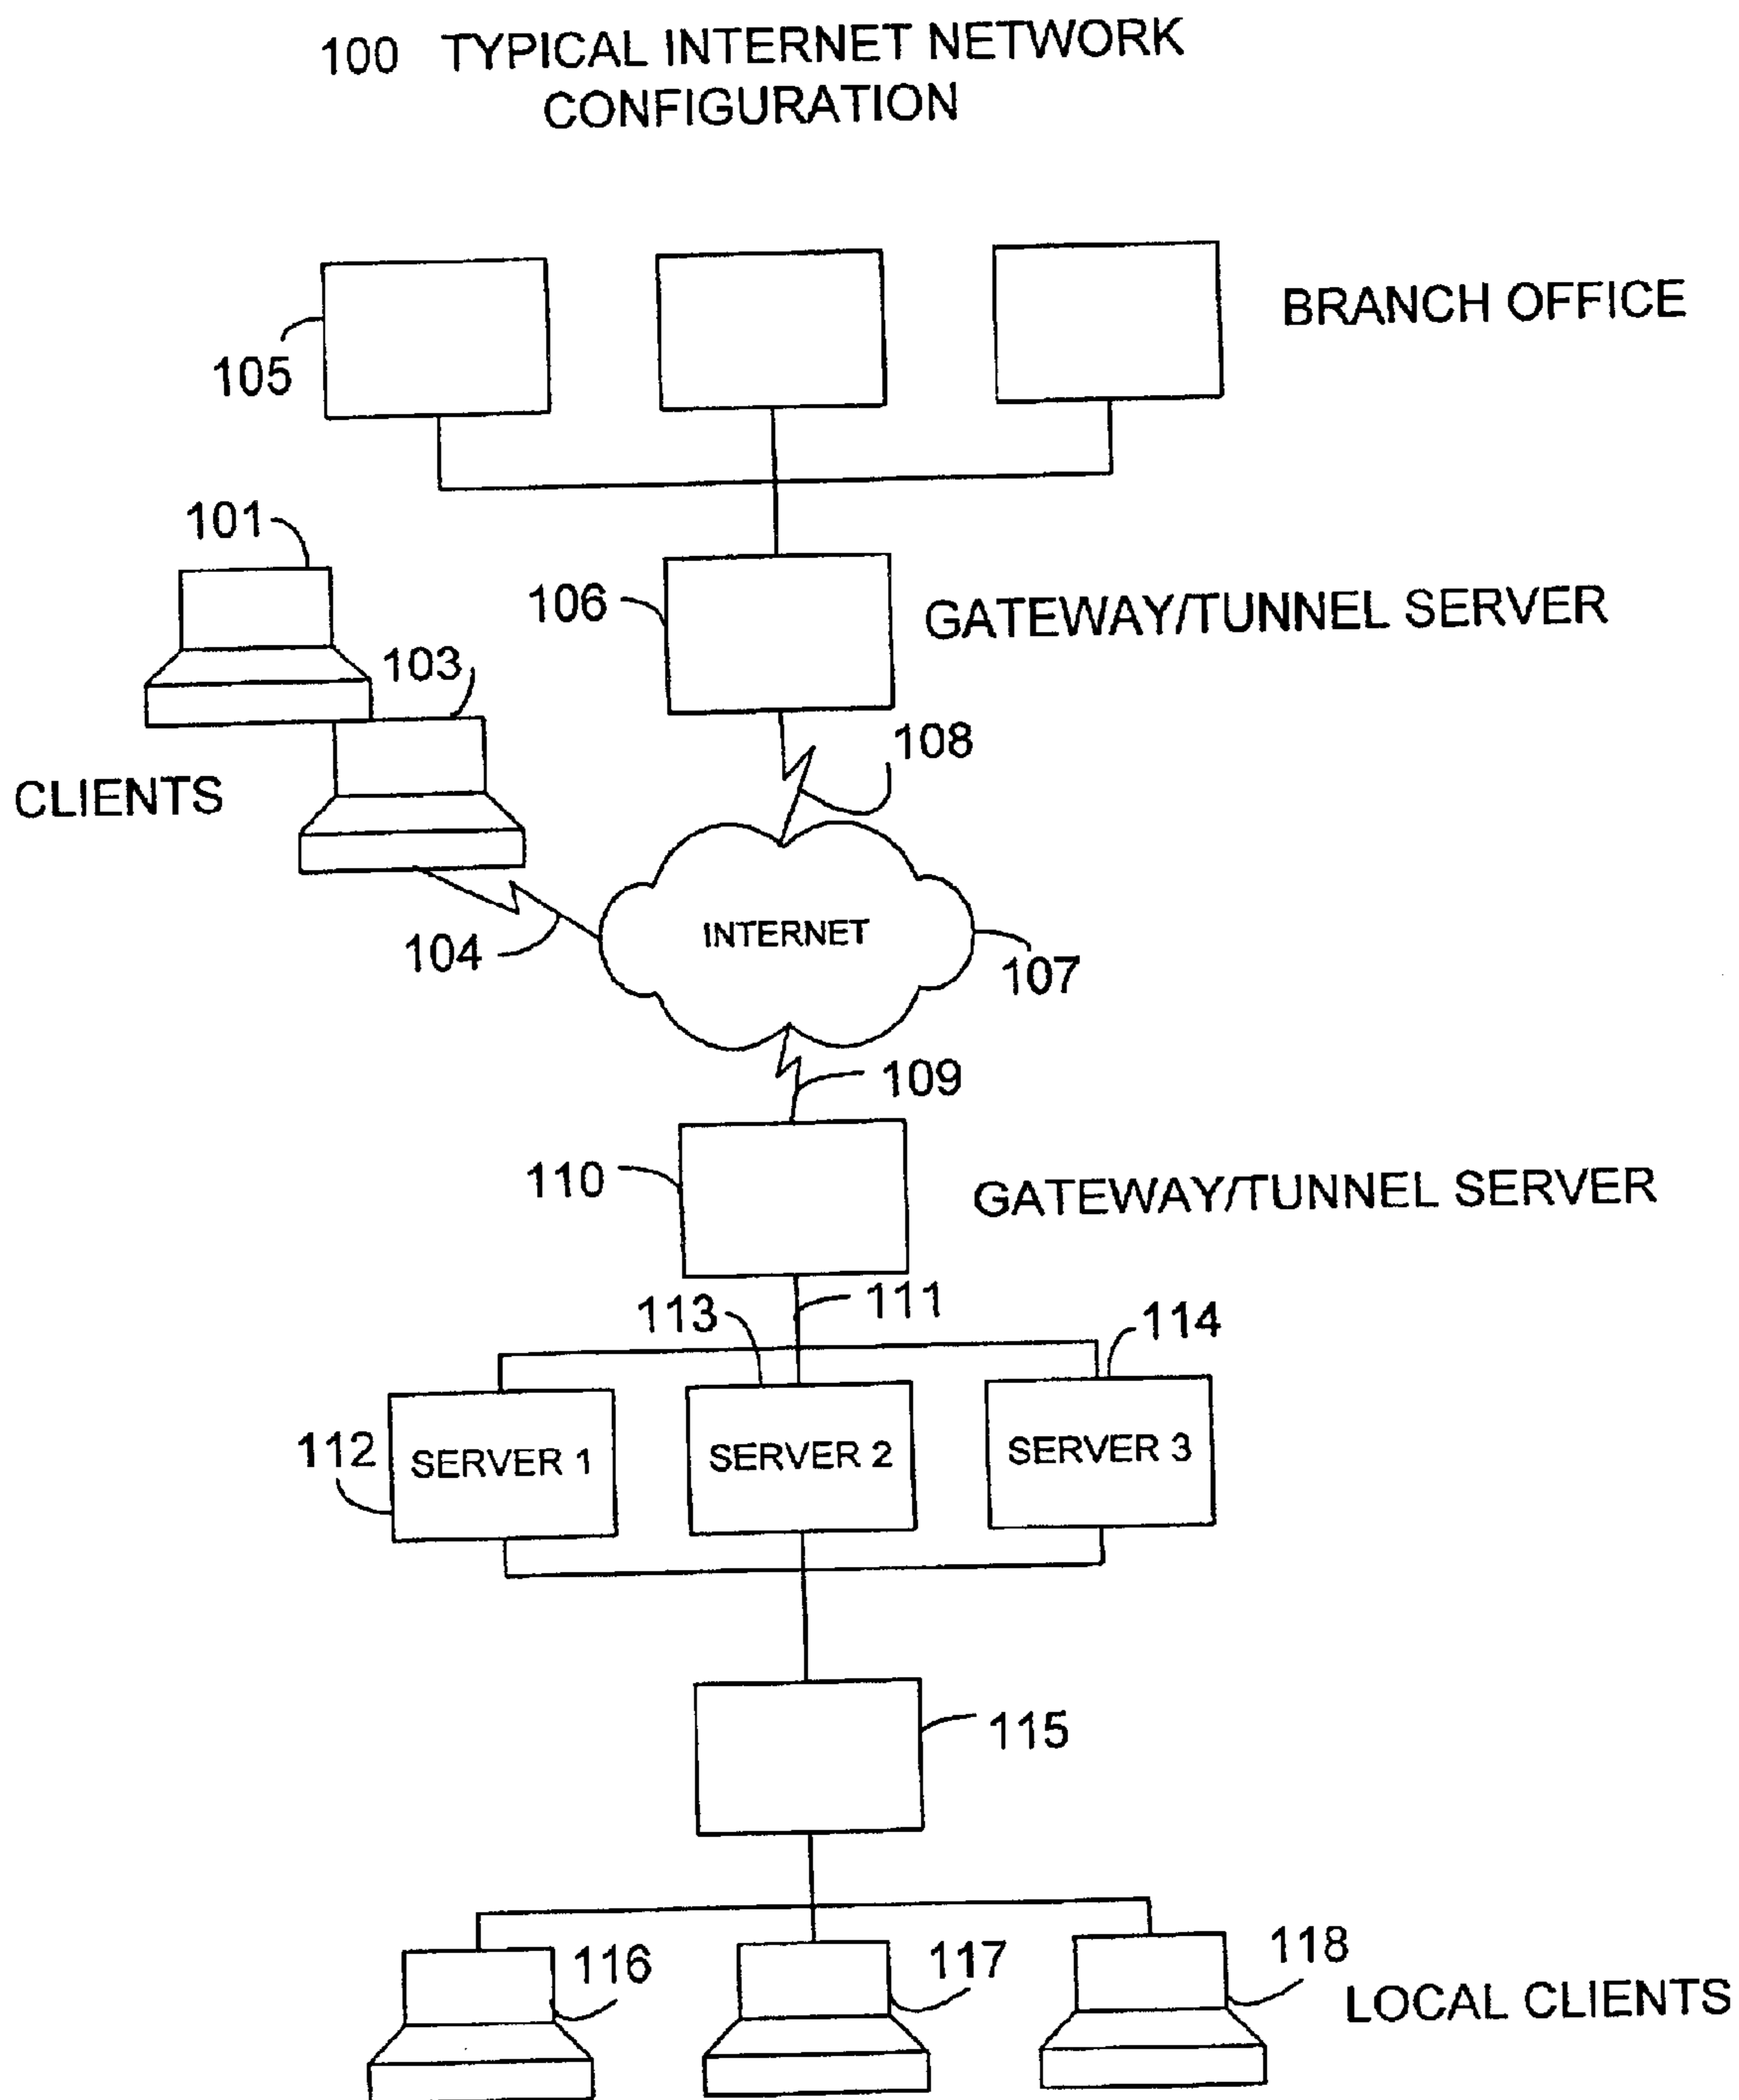 100 TYPICAL INTERNET NETWORK
CONFIGURATION
BRANCH OFFICE
105
101
106
GATEWAY/TUNNEL SERVER
103
108
CLIENTS
INTERNET
104
107
109
110
GATEWAY/TUNNEL SERVER
111
113
114
112
SERVER 1
SERVER 2
SERVER 3
115
116
117
118
LOCAL CLIENTS